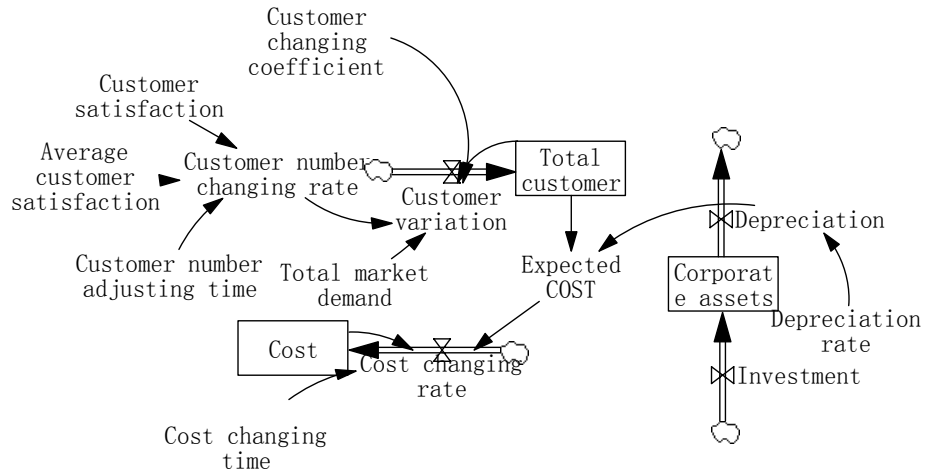 Customer
changing
coefficient
Customer
satisfaction
Average
customer
satisfaction
Customer number
changing rate
Customer
variation
Total
customer
Customer number
adjusting time
Total market
demand
Expected
COST
Depreciation
Corporat
e assets
Depreciation
rate
Cost
Cost changing
rate
Investment
Cost changing
time